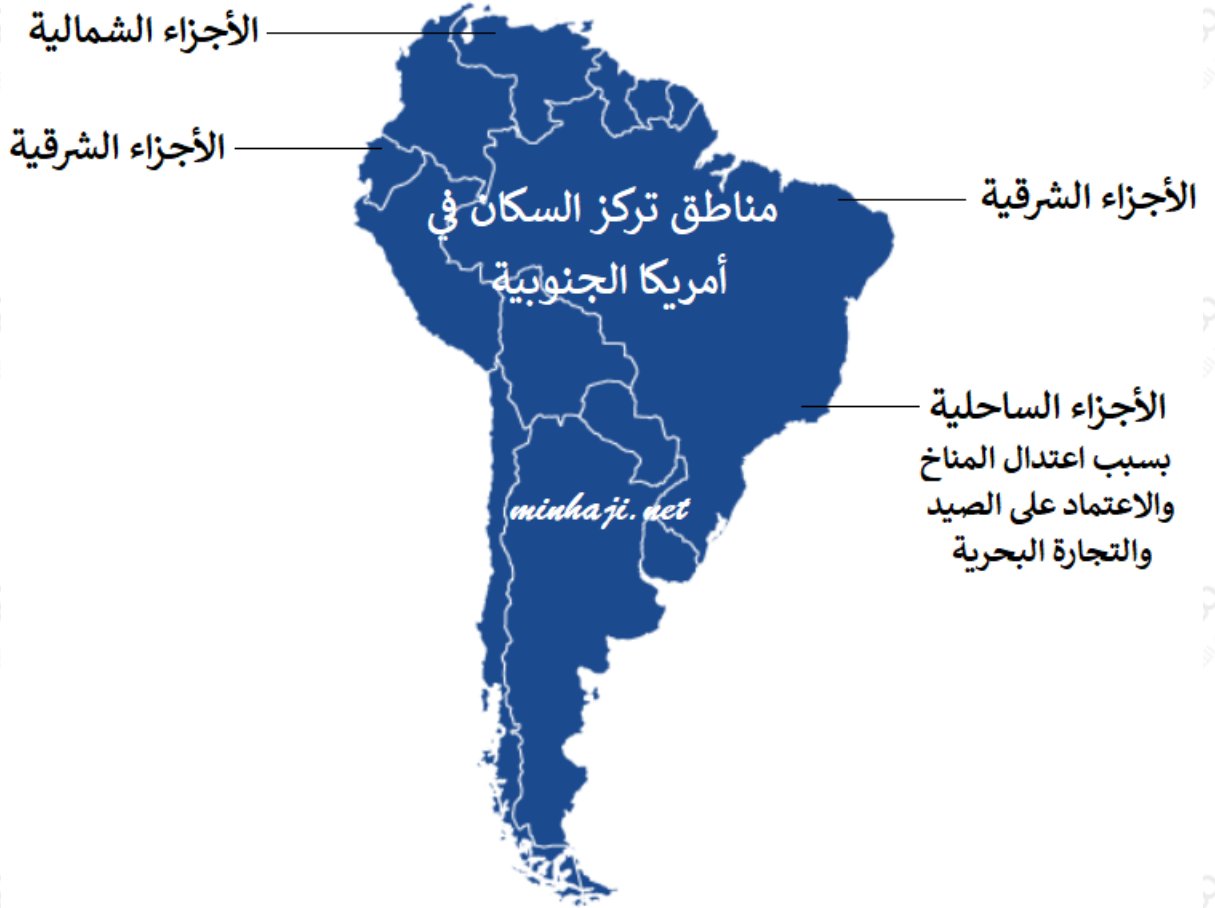 الأجزاء الشمالية
الأجزاء الشرقية
الأجزاء الشرقية
مناطق تركز السكان في
أمريكا الجنوبية
الأجزاء الساحلية
بسبب اعتدال المناخ
والاعتماد على الصيد
والتجارة البحرية
minhaji.net